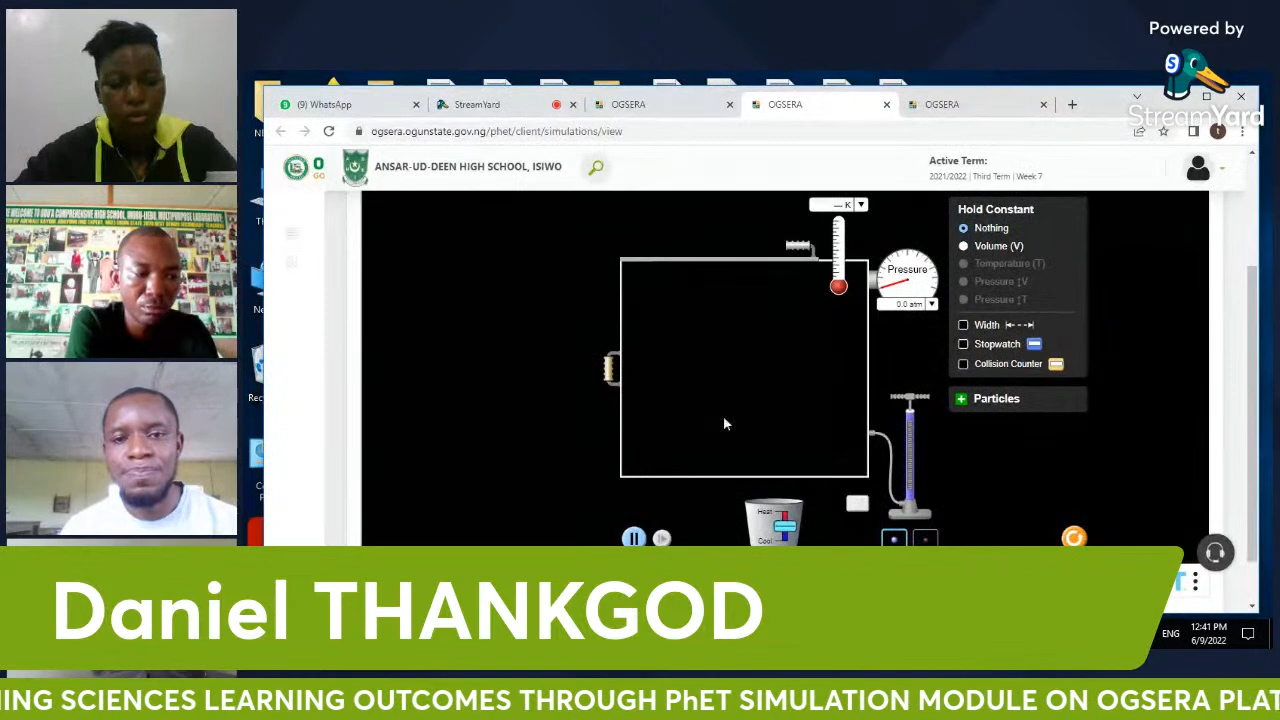 Powered by
StreamYard
(9) WhatsApp
StreamYard
OGSERA
OGSERA
OGSERA
ogsera.ogunstate.gov.ng/phet/client/simulations/view
ANSAR-UD-DEEN HIGH SCHOOL, ISIWO
Active Term:
2021/2022 | Third Term | Week 7
— K
Hold Constant
Nothing
Volume (V)
Temperature (T)
Pressure ↕V
Pressure ↕T
Pressure
0.0 atm
Width
Stopwatch
Collision Counter
Particles
Heat
Cool
Daniel THANKGOD
ENG
12:41 PM
6/9/2022
NING SCIENCES LEARNING OUTCOMES THROUGH PhET SIMULATION MODULE ON OGSERA PLAT